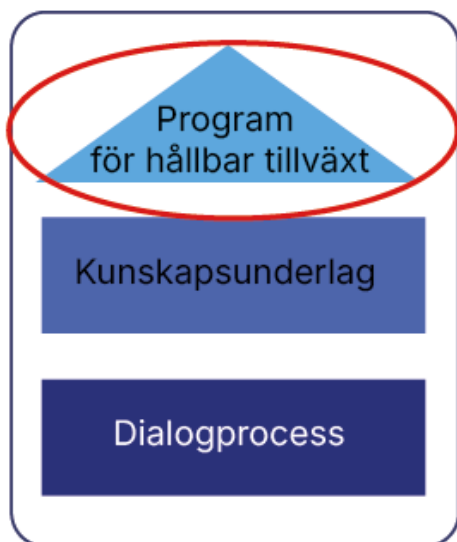 Program
för hållbar tillväxt
Kunskapsunderlag
Dialogprocess